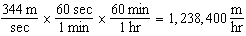 344 m/sec × 60 sec/1 min × 60 min/1 hr = 1,238,400 m/hr